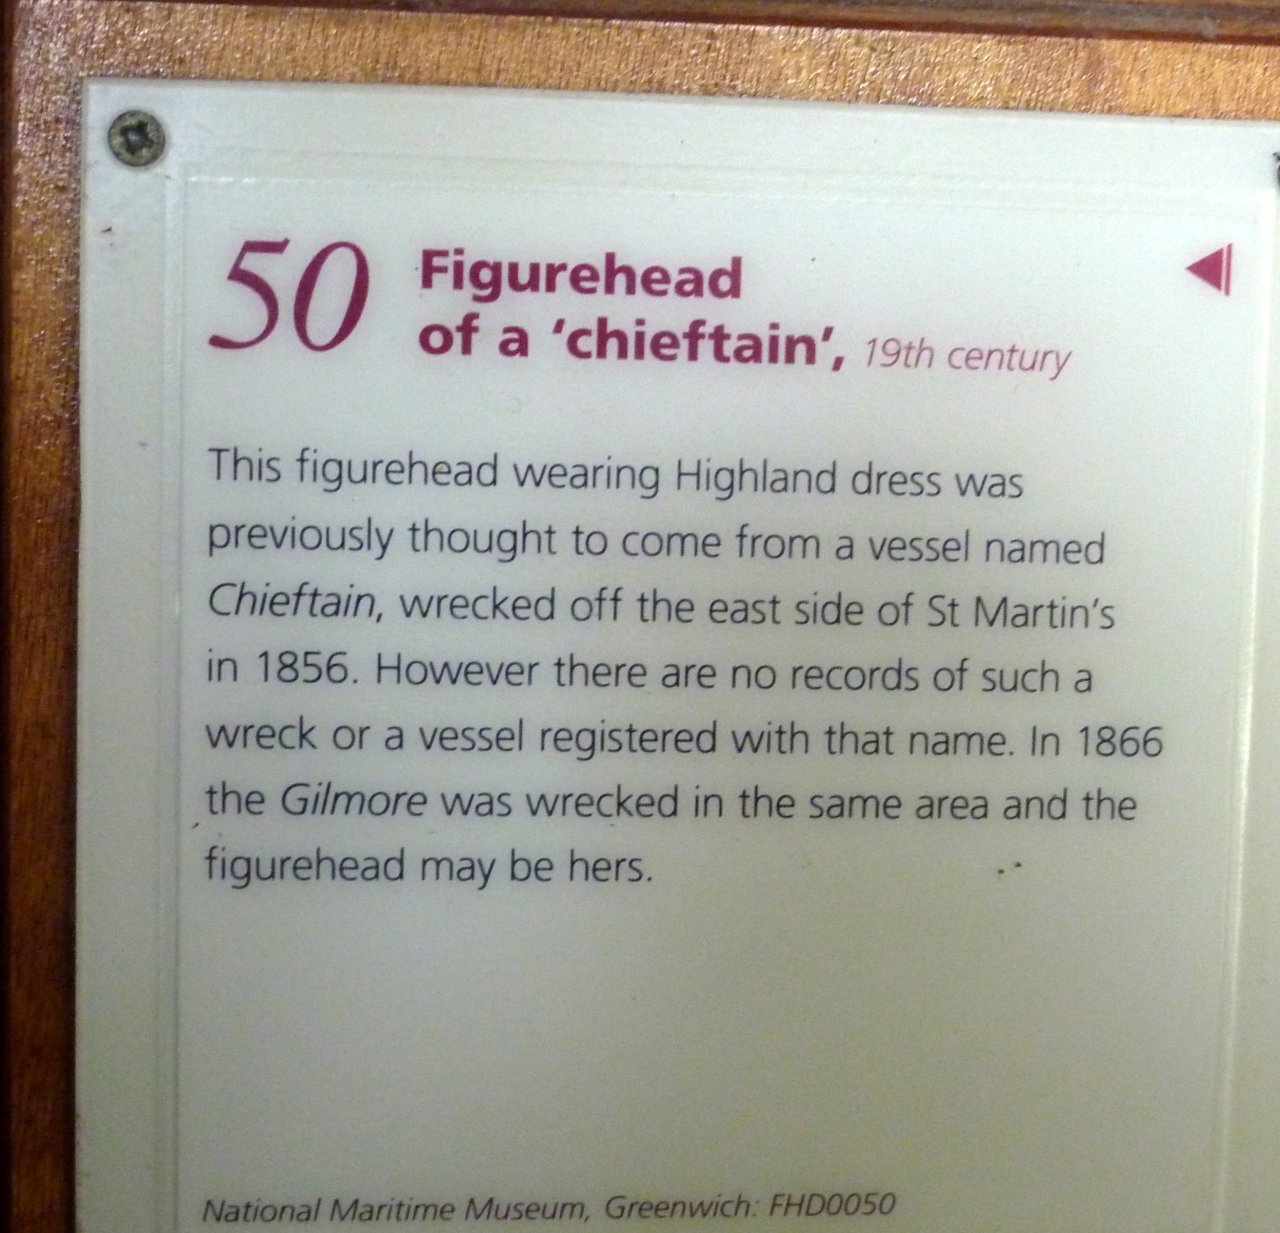 50 Figurehead
of a ‘chieftain’, 19th century
This figurehead wearing Highland dress was
previously thought to come from a vessel named
Chieftain, wrecked off the east side of St Martin’s
in 1856. However there are no records of such a
wreck or a vessel registered with that name. In 1866
the Gilmore was wrecked in the same area and the
figurehead may be hers.
National Maritime Museum, Greenwich: FHD0050